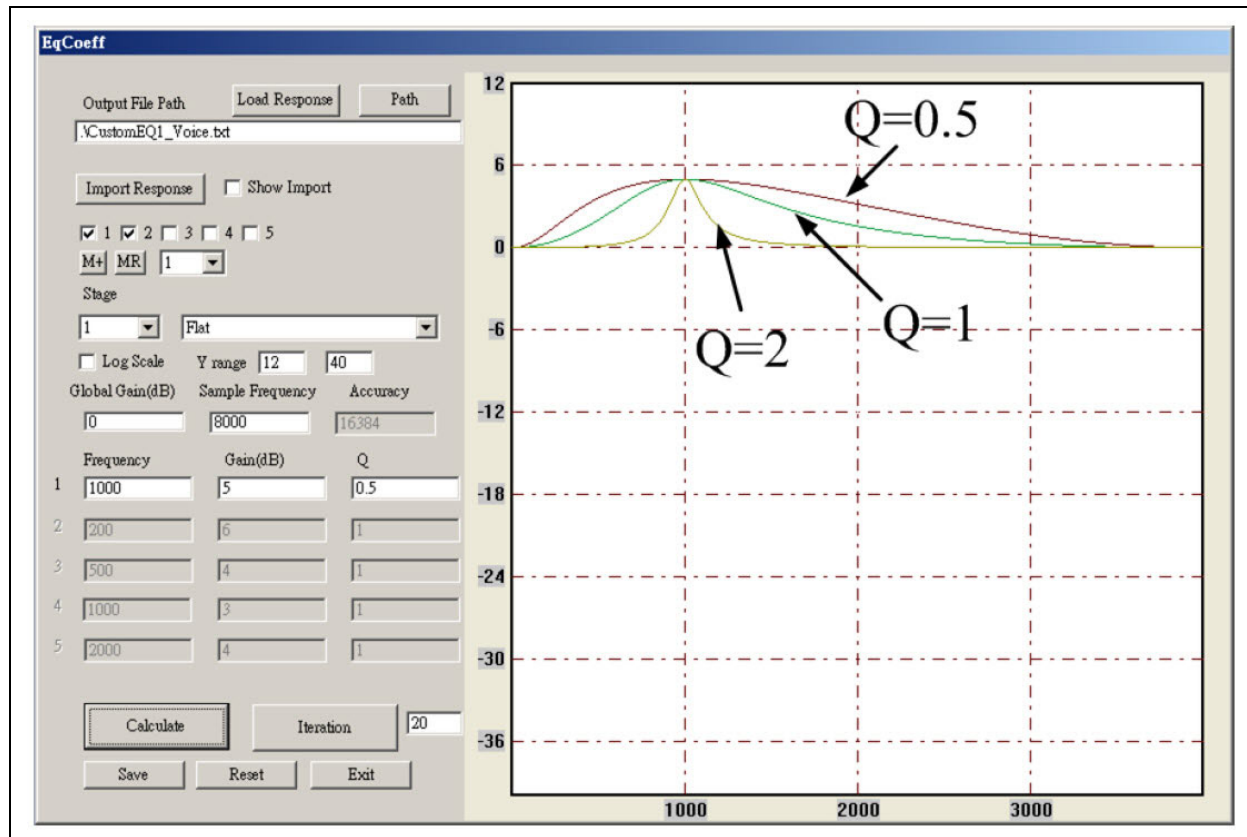 EqCoeff
Output File Path
Load Response
Path
.\CustomEQ1_Voice.txt
Import Response
Show Import
1 2 3 4 5
M+ MR 1
Stage
1 Flat
Log Scale Y range 12 40
Global Gain(dB) Sample Frequency Accuracy
0 8000 16384
Frequency Gain(dB) Q
1 1000 5 0.5
2 200 6 1
3 500 4 1
4 1000 3 1
5 2000 4 1
Calculate Iteration 20
Save Reset Exit
12
6
0
-6
-12
-18
-24
-30
-36
Q=0.5
Q=1
Q=2
1000 2000 3000